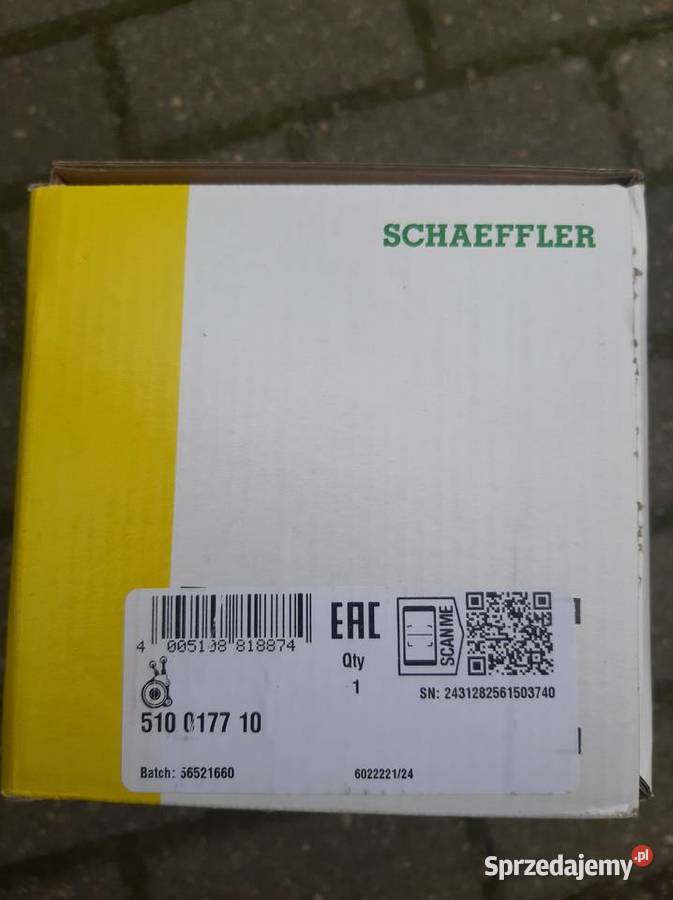 SCHAEFFLER
4 005108 818874
EAC
SCAN ME
Qty
1
SN: 2431282561503740
510 0177 10
Batch: 56521660
6022221/24
Sprzedajemy.pl